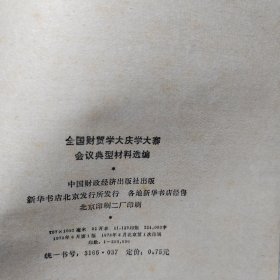 全国财贸学大庆学大寨
会议典型材料选编
中国财政经济出版社出版
新华书店北京发行所发行 各地新华书店经售
北京印刷二厂印刷
统一书号：3166·037 定价：0.75元